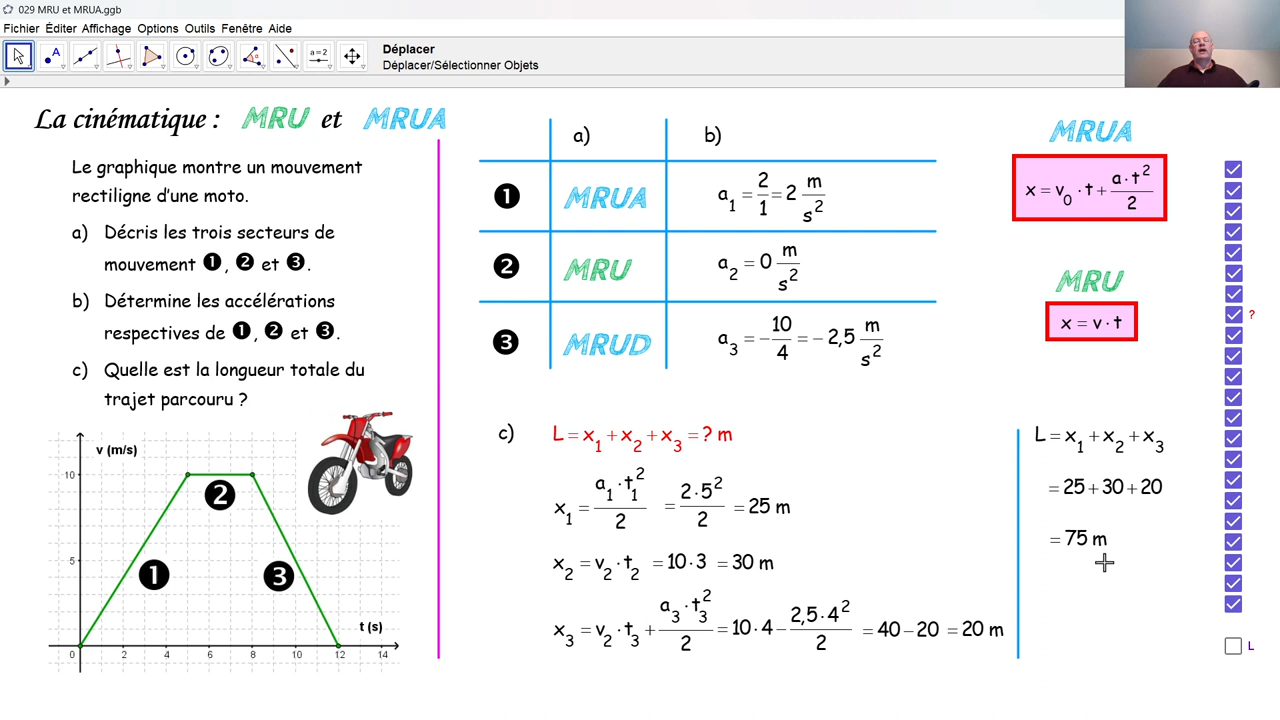 029 MRU et MRUA.ggb
Fichier Éditer Affichage Options Outils Fenêtre Aide
A
a=2
Déplacer
Déplacer/Sélectionner Objets
La cinématique : MRU et MRUA
Le graphique montre un mouvement
rectiligne d'une moto.
a) Décris les trois secteurs de
mouvement ❶, ❷ et ❸.
b) Détermine les accélérations
respectives de ❶, ❷ et ❸.
c) Quelle est la longueur totale du
trajet parcouru ?
v (m/s)
10
5
0 2 4 6 8 10 12 14
t (s)
❶
❷
❸
a) b)
❶ MRUA a₁ = 2/1 = 2 m/s²
❷ MRU a₂ = 0 m/s²
❸ MRUD a₃ = −10/4 = −2,5 m/s²
MRUA
x = v₀ · t + a · t²/2
MRU
x = v · t
?
c) L = x₁ + x₂ + x₃ = ? m
x₁ = a₁ · t₁²/2 = 2 · 5²/2 = 25 m
x₂ = v₂ · t₂ = 10 · 3 = 30 m
x₃ = v₂ · t₃ + a₃ · t₃²/2 = 10 · 4 − 2,5 · 4²/2 = 40 − 20 = 20 m
L = x₁ + x₂ + x₃
= 25 + 30 + 20
= 75 m
L